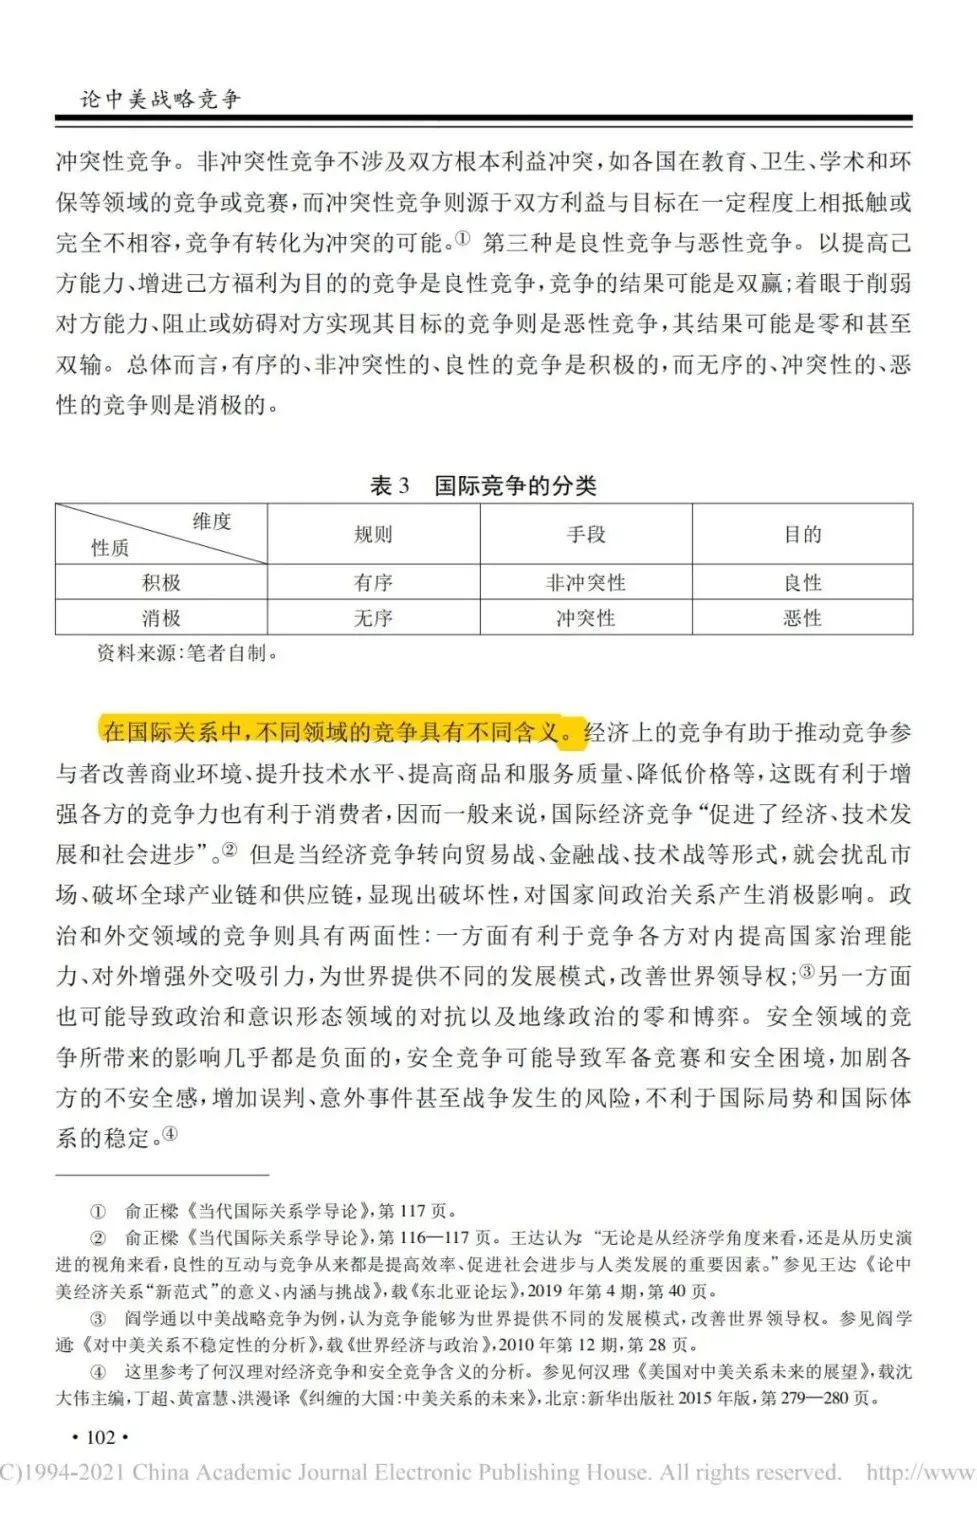 论中美战略竞争
冲突性竞争。非冲突性竞争不涉及双方根本利益冲突,如各国在教育、卫生、学术和环
保等领域的竞争或竞赛,而冲突性竞争则源于双方利益与目标在一定程度上相抵触或
完全不相容,竞争有转化为冲突的可能。① 第三种是良性竞争与恶性竞争。以提高己
方能力、增进己方福利为目的的竞争是良性竞争,竞争的结果可能是双赢;着眼于削弱
对方能力、阻止或妨碍对方实现其目标的竞争则是恶性竞争,其结果可能是零和甚至
双输。总体而言,有序的、非冲突性的、良性的竞争是积极的,而无序的、冲突性的、恶
性的竞争则是消极的。
表 3 国际竞争的分类
维度
性质
规则 手段 目的
积极 有序 非冲突性 良性
消极 无序 冲突性 恶性
资料来源:笔者自制。
在国际关系中,不同领域的竞争具有不同含义。经济上的竞争有助于推动竞争参
与者改善商业环境、提升技术水平、提高商品和服务质量、降低价格等,这既有利于增
强各方的竞争力也有利于消费者,因而一般来说,国际经济竞争“促进了经济、技术发
展和社会进步”。② 但是当经济竞争转向贸易战、金融战、技术战等形式,就会扰乱市
场、破坏全球产业链和供应链,显现出破坏性,对国家间政治关系产生消极影响。政
治和外交领域的竞争则具有两面性:一方面有利于竞争各方对内提高国家治理能
力、对外增强外交吸引力,为世界提供不同的发展模式,改善世界领导权;③另一方面
也可能导致政治和意识形态领域的对抗以及地缘政治的零和博弈。安全领域的竞
争所带来的影响几乎都是负面的,安全竞争可能导致军备竞赛和安全困境,加剧各
方的不安全感,增加误判、意外事件甚至战争发生的风险,不利于国际局势和国际体
系的稳定。④
① 俞正樑:《当代国际关系学导论》,第 117 页。
② 俞正樑:《当代国际关系学导论》,第 116—117 页。王达认为:“无论是从经济学角度来看,还是从历史演
进的视角来看,良性的互动与竞争从来都是提高效率、促进社会进步与人类发展的重要因素。”参见王达:《论中
美经济关系“新范式”的意义、内涵与挑战》,载《东北亚论坛》,2019 年第 4 期,第 40 页。
③ 阎学通以中美战略竞争为例,认为竞争能够为世界提供不同的发展模式,改善世界领导权。参见阎学
通:《对中美关系不稳定性的分析》,载《世界经济与政治》,2010 年第 12 期,第 28 页。
④ 这里参考了何汉理对经济竞争和安全竞争含义的分析。参见何汉理:《美国对中美关系未来的展望》,载沈
大伟主编,丁超、黄富慧、洪漫译:《纠缠的大国:中美关系的未来》,北京:新华出版社 2015 年版,第 279—280 页。
· 102 ·
C)1994-2021 China Academic Journal Electronic Publishing House. All rights reserved. http://www